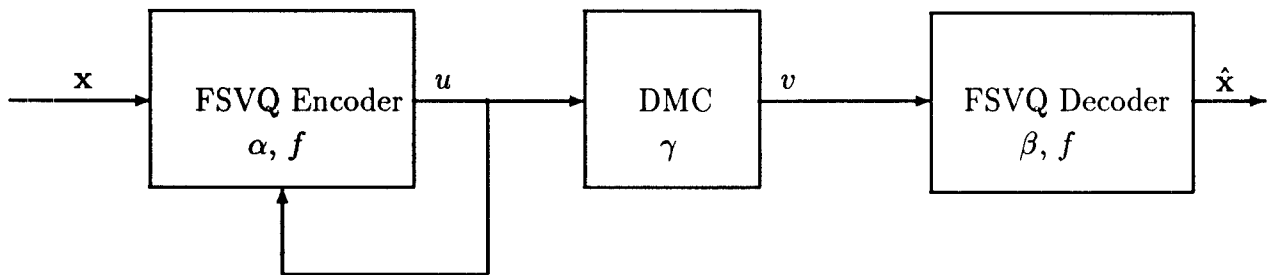 x
FSVQ Encoder
α, f
u
DMC
γ
v
FSVQ Decoder
β, f
x̂